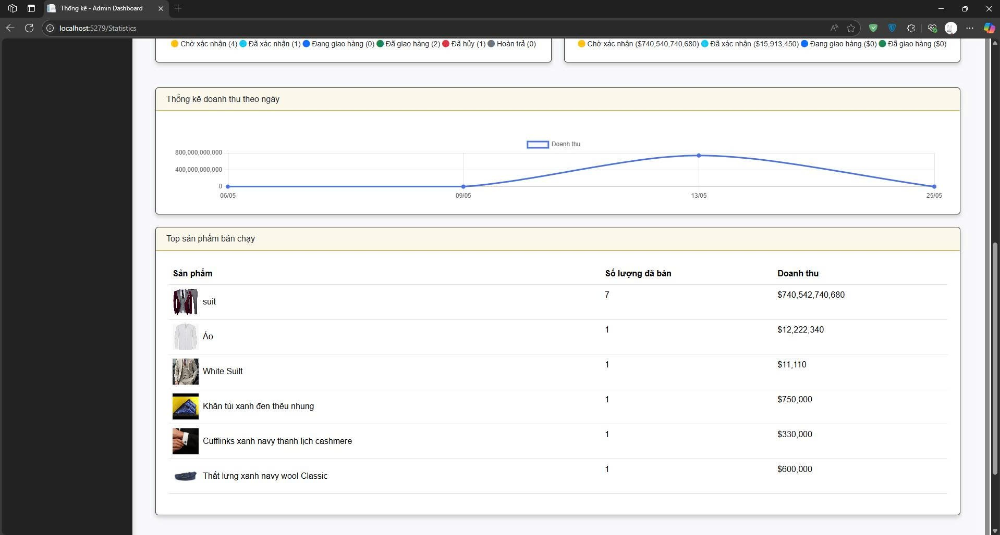 Thống kê - Admin Dashboard
localhost:5279/Statistics
Chờ xác nhận (4) Đã xác nhận (1) Đang giao hàng (0) Đã giao hàng (2) Đã hủy (1) Hoàn trả (0)
Chờ xác nhận ($740,540,740,680) Đã xác nhận ($15,913,450) Đang giao hàng ($0) Đã giao hàng ($0)
Thống kê doanh thu theo ngày
Doanh thu
800,000,000,000
400,000,000,000
0
06/05 09/05 13/05 25/05
Top sản phẩm bán chạy
Sản phẩm Số lượng đã bán Doanh thu
suit 7 $740,542,740,680
Áo 1 $12,222,340
White Suilt 1 $11,110
Khăn túi xanh đen thêu nhung 1 $750,000
Cufflinks xanh navy thanh lịch cashmere 1 $330,000
Thắt lưng xanh navy wool Classic 1 $600,000